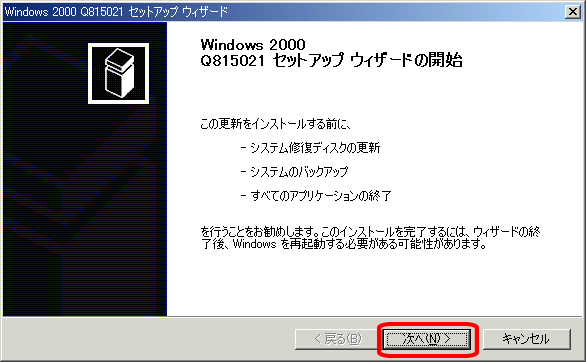 Windows 2000 Q815021 セットアップ ウィザード
Windows 2000
Q815021 セットアップ ウィザードの開始
この更新をインストールする前に、
- システム修復ディスクの更新
- システムのバックアップ
- すべてのアプリケーションの終了
を行うことをお勧めします。このインストールを完了するには、ウィザードの終
了後、Windows を再起動する必要がある可能性があります。
< 戻る(B)
次へ(N) >
キャンセル